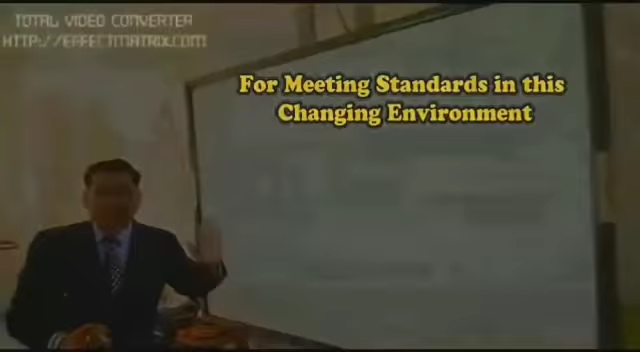 TOTAL VIDEO CONVERTER
HTTP://EFFECTMATRIX.COM
For Meeting Standards in this
Changing Environment